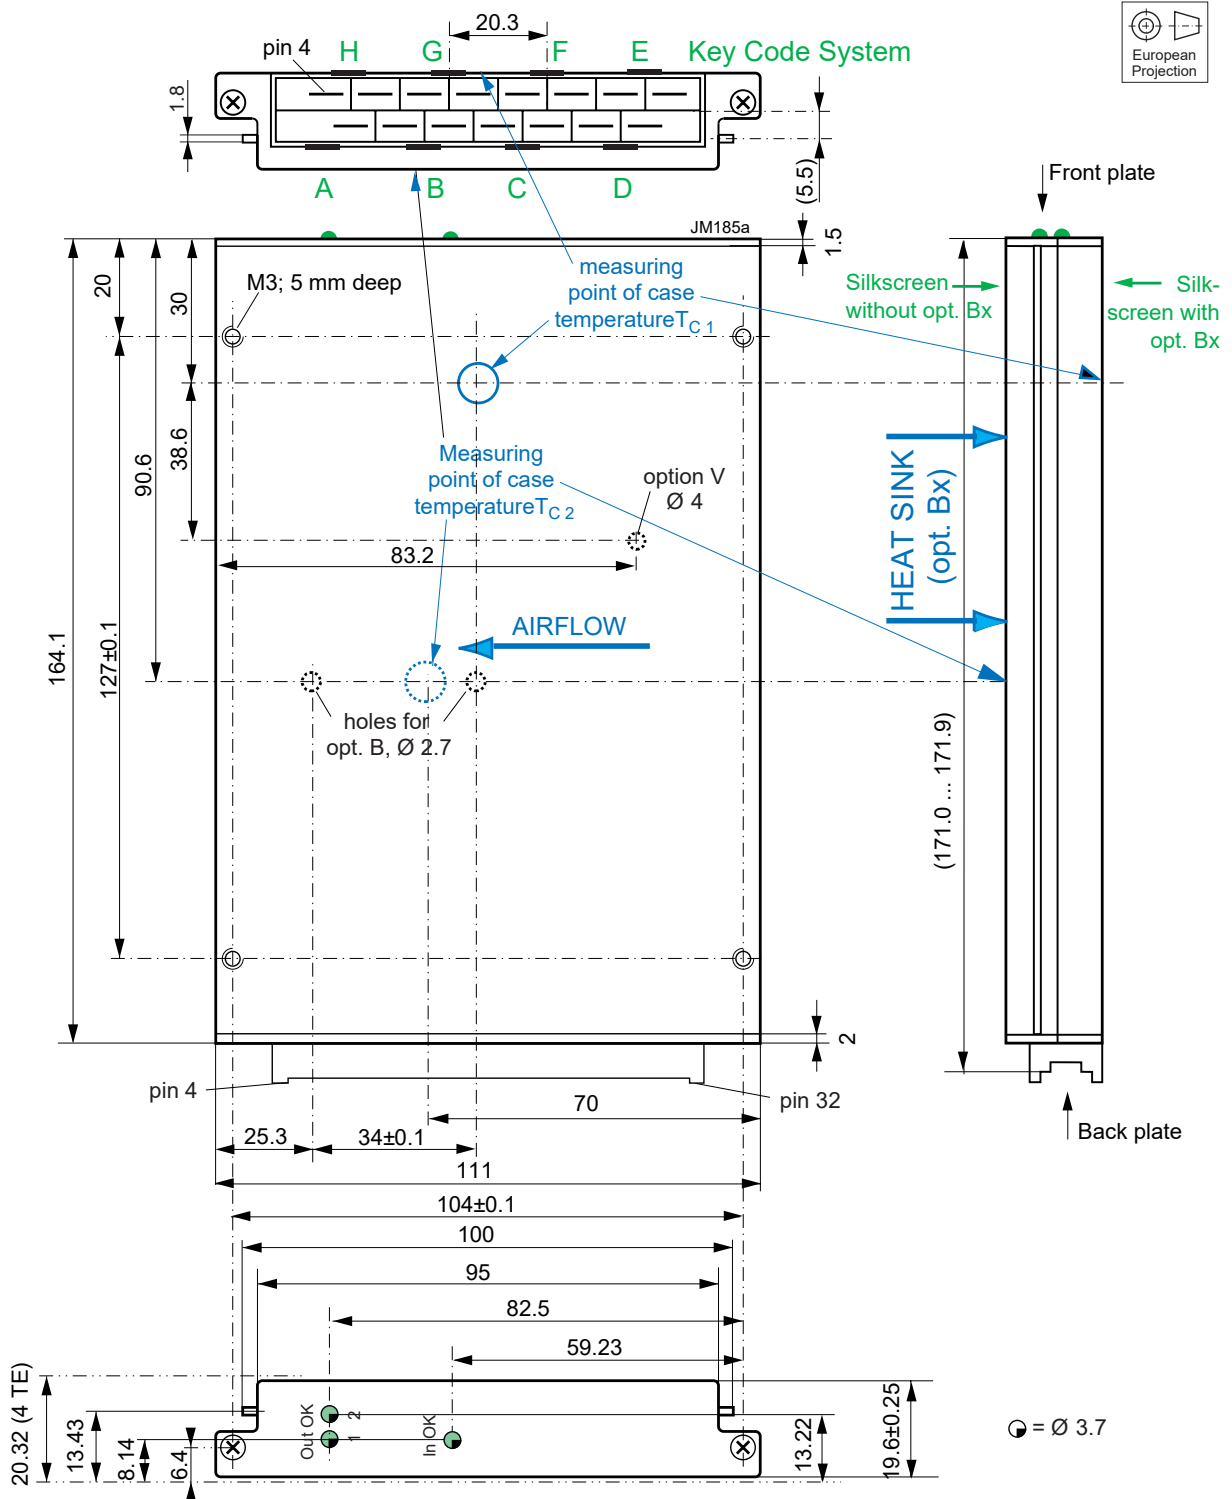 20.3
pin 4
H
G
F
E
Key Code System
European
Projection
1.8
A
B
C
D
(5.5)
Front plate
JM185a
1.5
20
30
M3; 5 mm deep
measuring
point of case
temperatureTC 1
Silkscreen
without opt. Bx
Silk-
screen with
opt. Bx
38.6
90.6
Measuring
point of case
temperatureTC 2
option V
Ø 4
HEAT SINK
(opt. Bx)
83.2
AIRFLOW
164.1
127±0.1
holes for
opt. B, Ø 2.7
(171.0 ... 171.9)
2
pin 4
pin 32
70
25.3
34±0.1
Back plate
111
104±0.1
100
95
82.5
59.23
20.32 (4 TE)
13.43
8.14
6.4
Out OK
1 2
In OK
13.22
19.6±0.25
= Ø 3.7